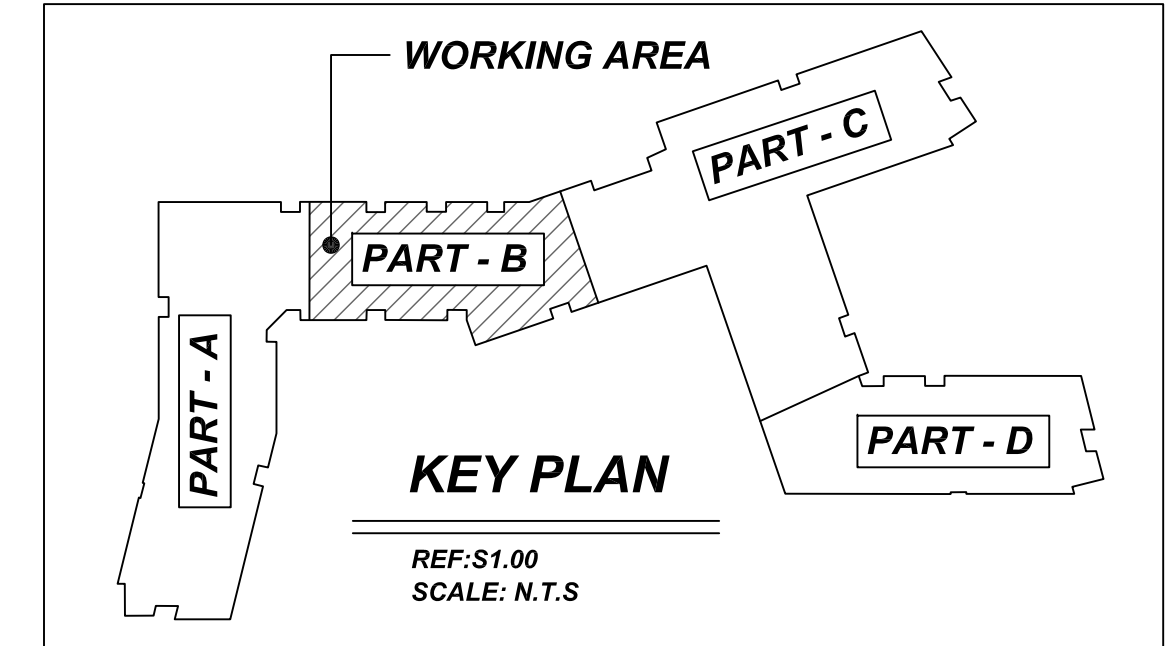 WORKING AREA
PART - C
PART - B
PART - A
PART - D
KEY PLAN
REF:S1.00
SCALE: N.T.S